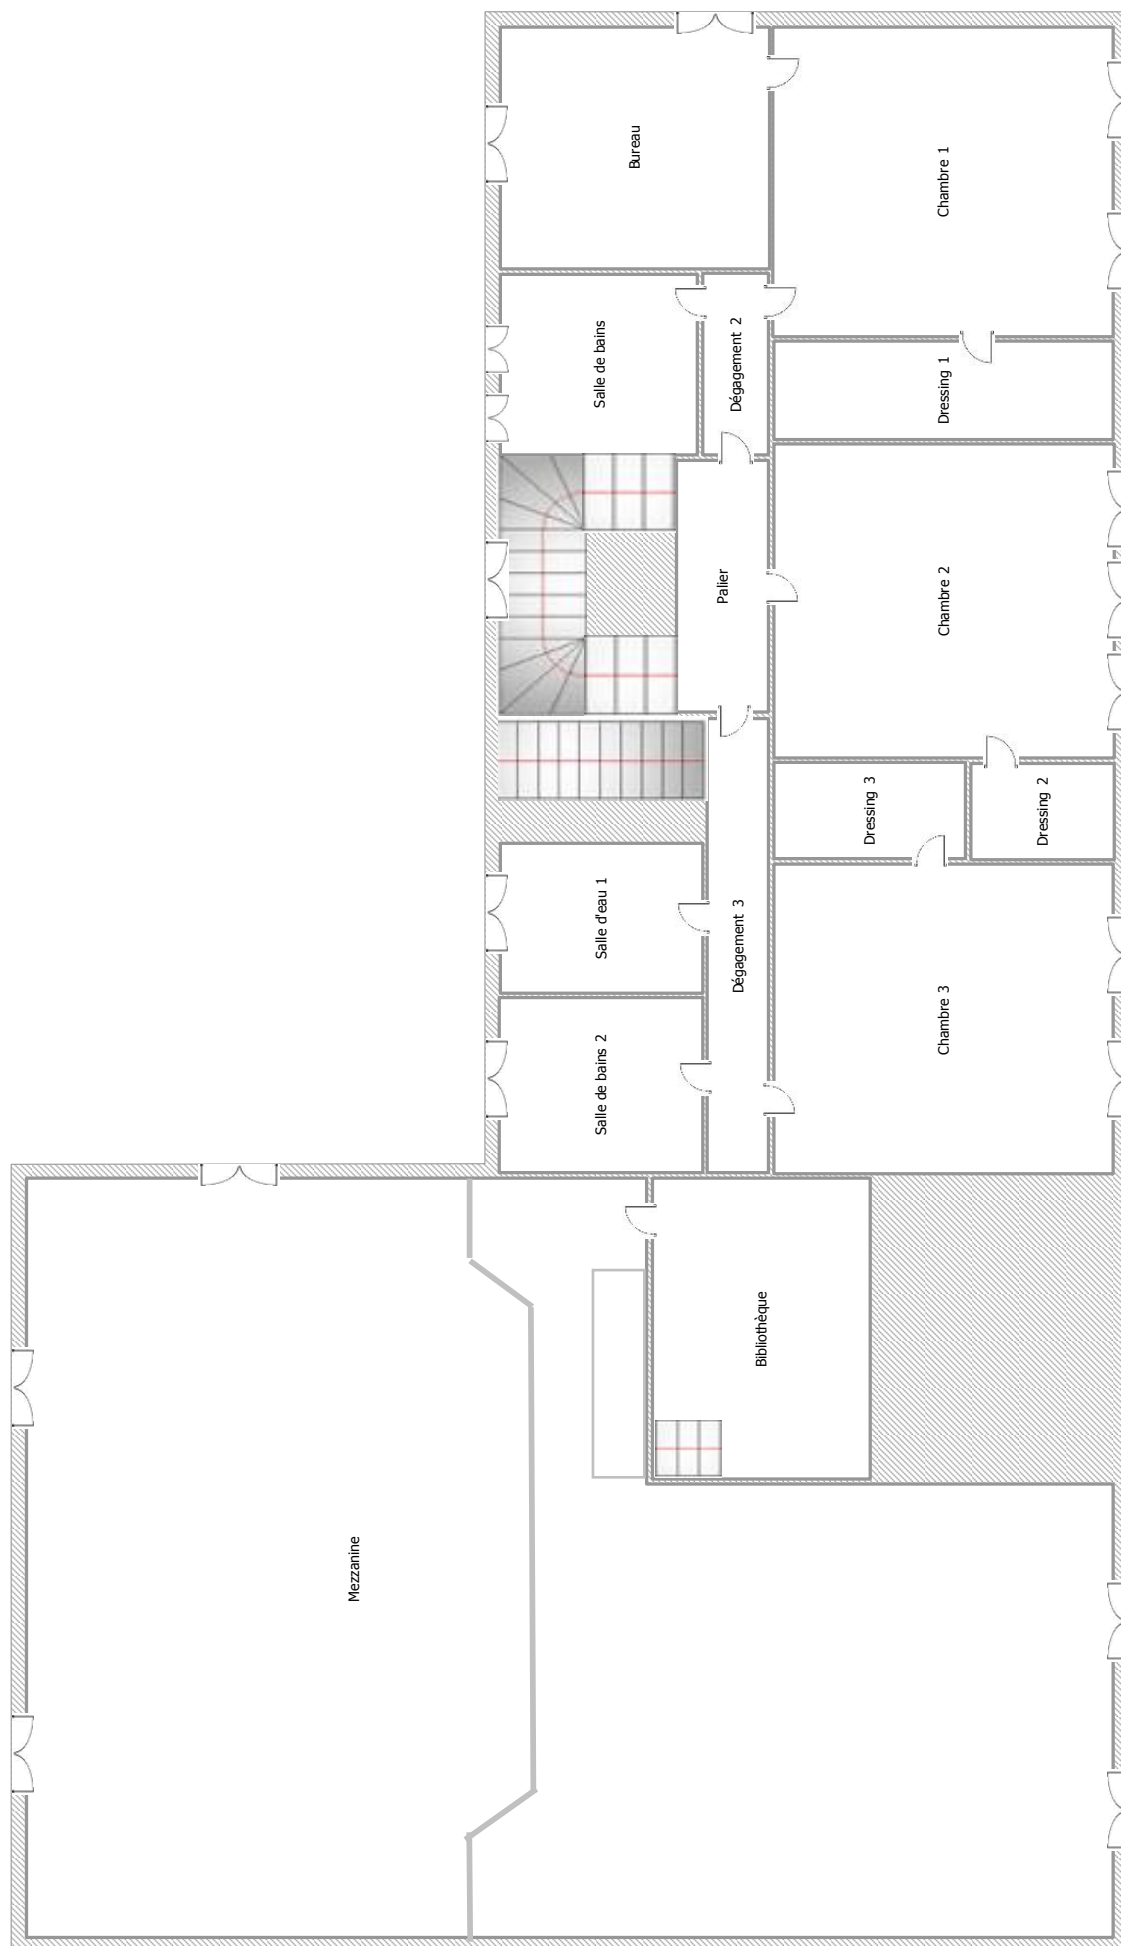 Bureau
Chambre 1
Salle de bains
Dégagement 2
Dressing 1
Palier
Chambre 2
Dressing 3
Dressing 2
Salle d'eau 1
Dégagement 3
Chambre 3
Salle de bains 2
Bibliothèque
Mezzanine